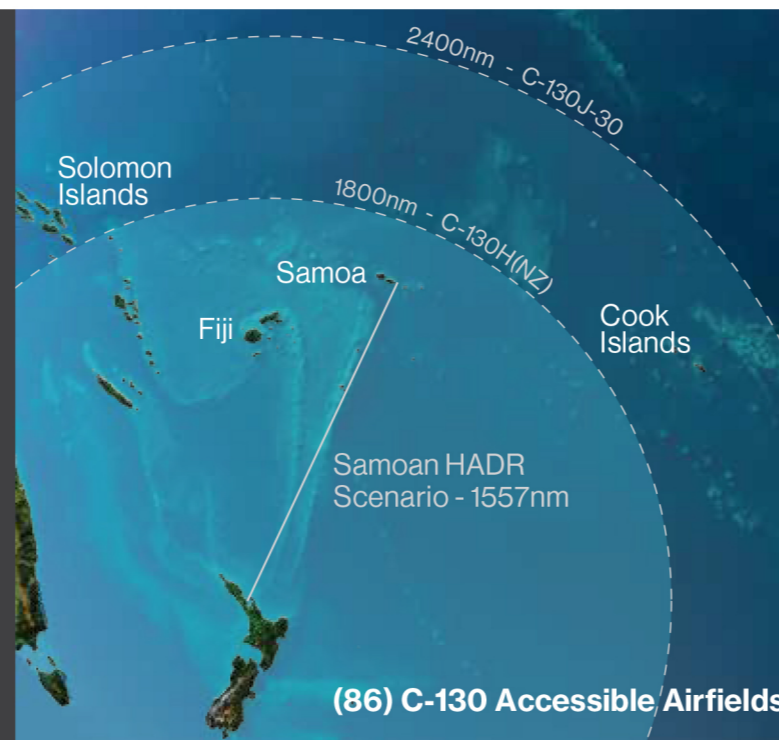 2400nm - C-130J-30
Solomon
Islands
1800nm - C-130H(NZ)
Samoa
Fiji
Cook
Islands
Samoan HADR
Scenario - 1557nm
(86) C-130 Accessible Airfields